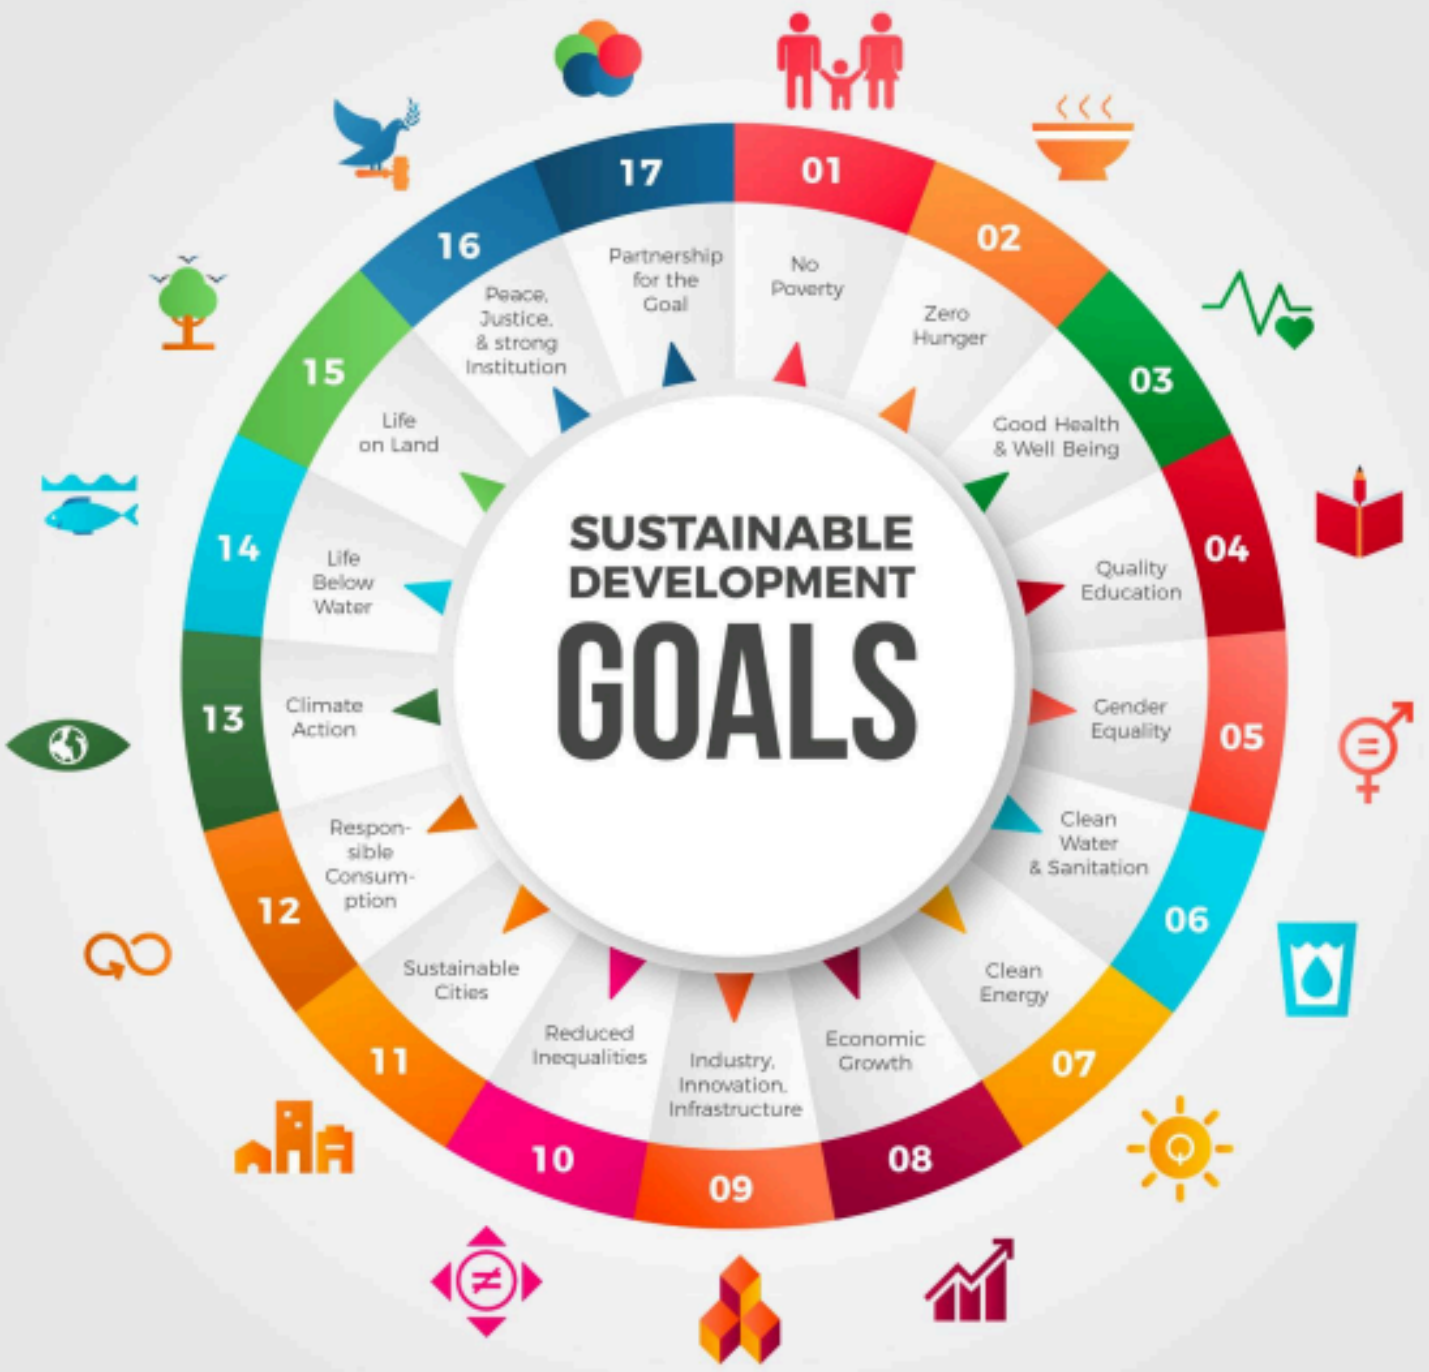 SUSTAINABLE
DEVELOPMENT
GOALS
01
No
Poverty
02
Zero
Hunger
03
Good Health
& Well Being
04
Quality
Education
05
Gender
Equality
06
Clean
Water
& Sanitation
07
Clean
Energy
08
Economic
Growth
09
Industry,
Innovation,
Infrastructure
10
Reduced
Inequalities
11
Sustainable
Cities
12
Respon-
sible
Consum-
ption
13
Climate
Action
14
Life
Below
Water
15
Life
on Land
16
Peace,
Justice,
& strong
Institution
17
Partnership
for the
Goal